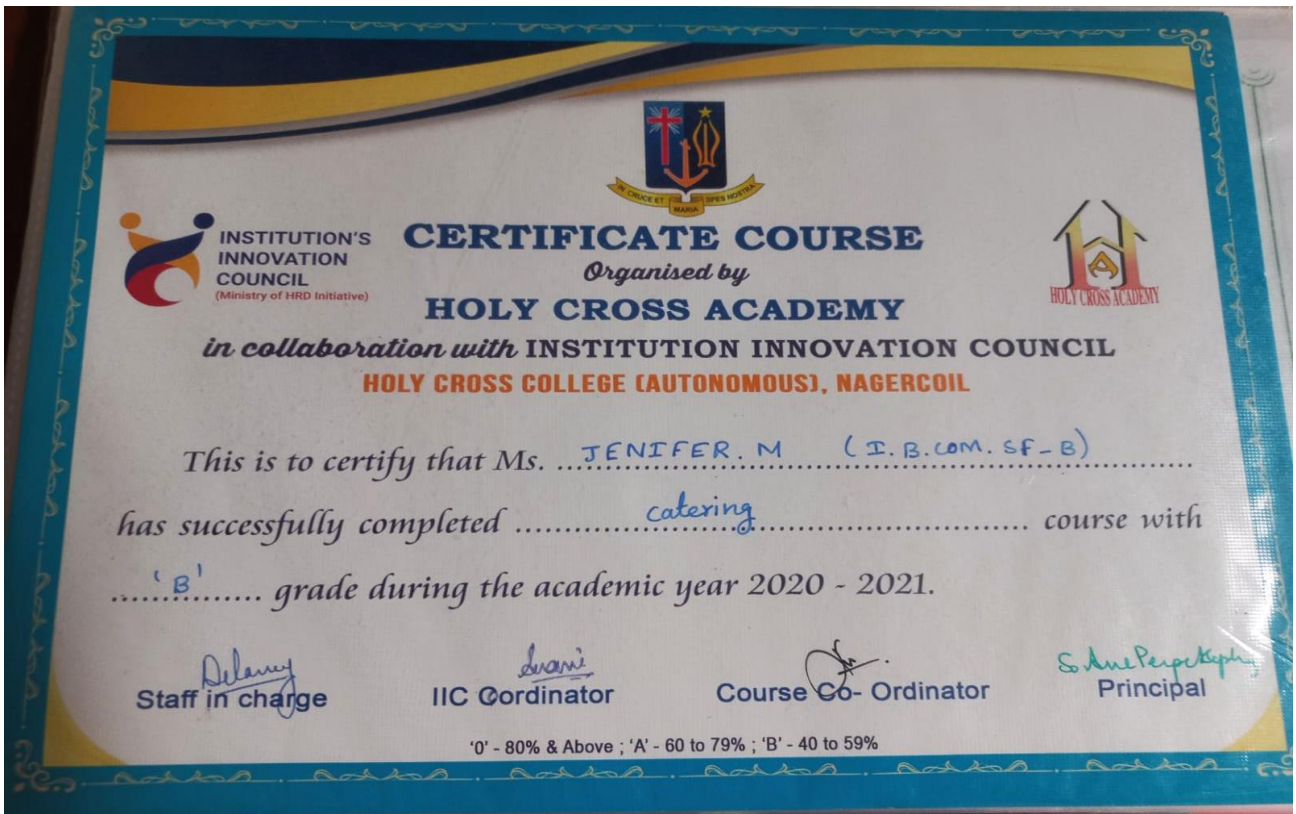 IN CRUCE ET MARIA SPES NOSTRA
INSTITUTION'S
INNOVATION
COUNCIL
(Ministry of HRD Initiative)
CERTIFICATE COURSE
Organised by
HOLY CROSS ACADEMY
HOLY CROSS ACADEMY
in collaboration with INSTITUTION INNOVATION COUNCIL
HOLY CROSS COLLEGE (AUTONOMOUS), NAGERCOIL
This is to certify that Ms. ...JENIFER. M (I. B. COM. SF-B)
has successfully completed ...catering... course with
...'B'... grade during the academic year 2020 - 2021.
Staff in charge
IIC Cordinator
Course Co- Ordinator
Principal
'0' - 80% & Above ; 'A' - 60 to 79% ; 'B' - 40 to 59%